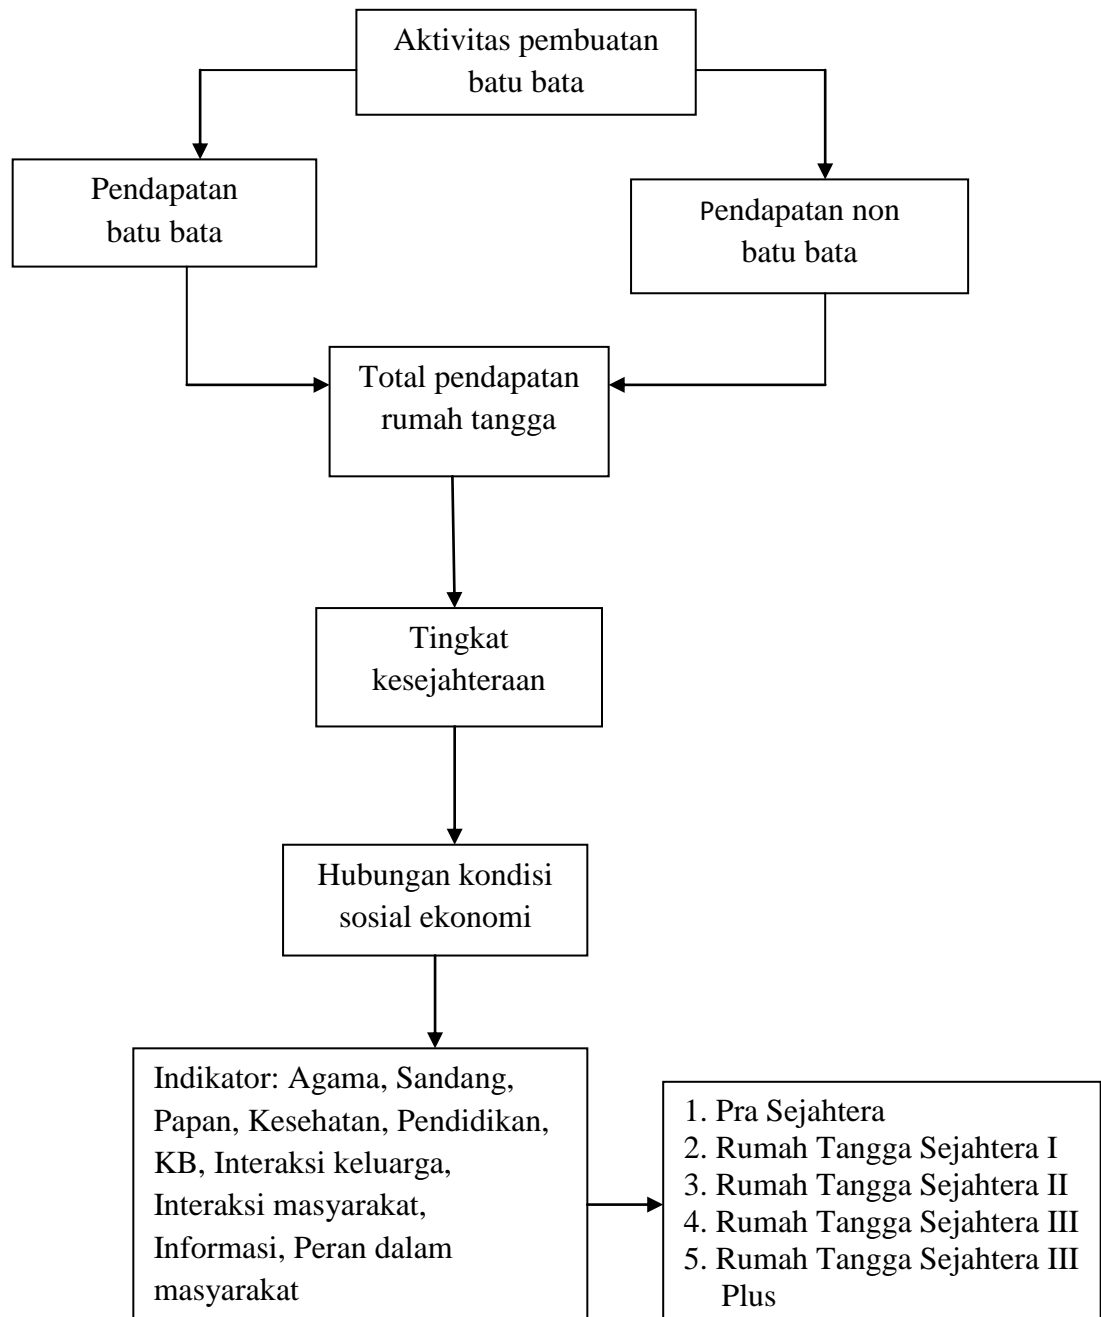 Aktivitas pembuatan
batu bata
Pendapatan
batu bata
Pendapatan non
batu bata
Total pendapatan
rumah tangga
Tingkat
kesejahteraan
Hubungan kondisi
sosial ekonomi
Indikator: Agama, Sandang,
Papan, Kesehatan, Pendidikan,
KB, Interaksi keluarga,
Interaksi masyarakat,
Informasi, Peran dalam
masyarakat
1. Pra Sejahtera
2. Rumah Tangga Sejahtera I
3. Rumah Tangga Sejahtera II
4. Rumah Tangga Sejahtera III
5. Rumah Tangga Sejahtera III
Plus